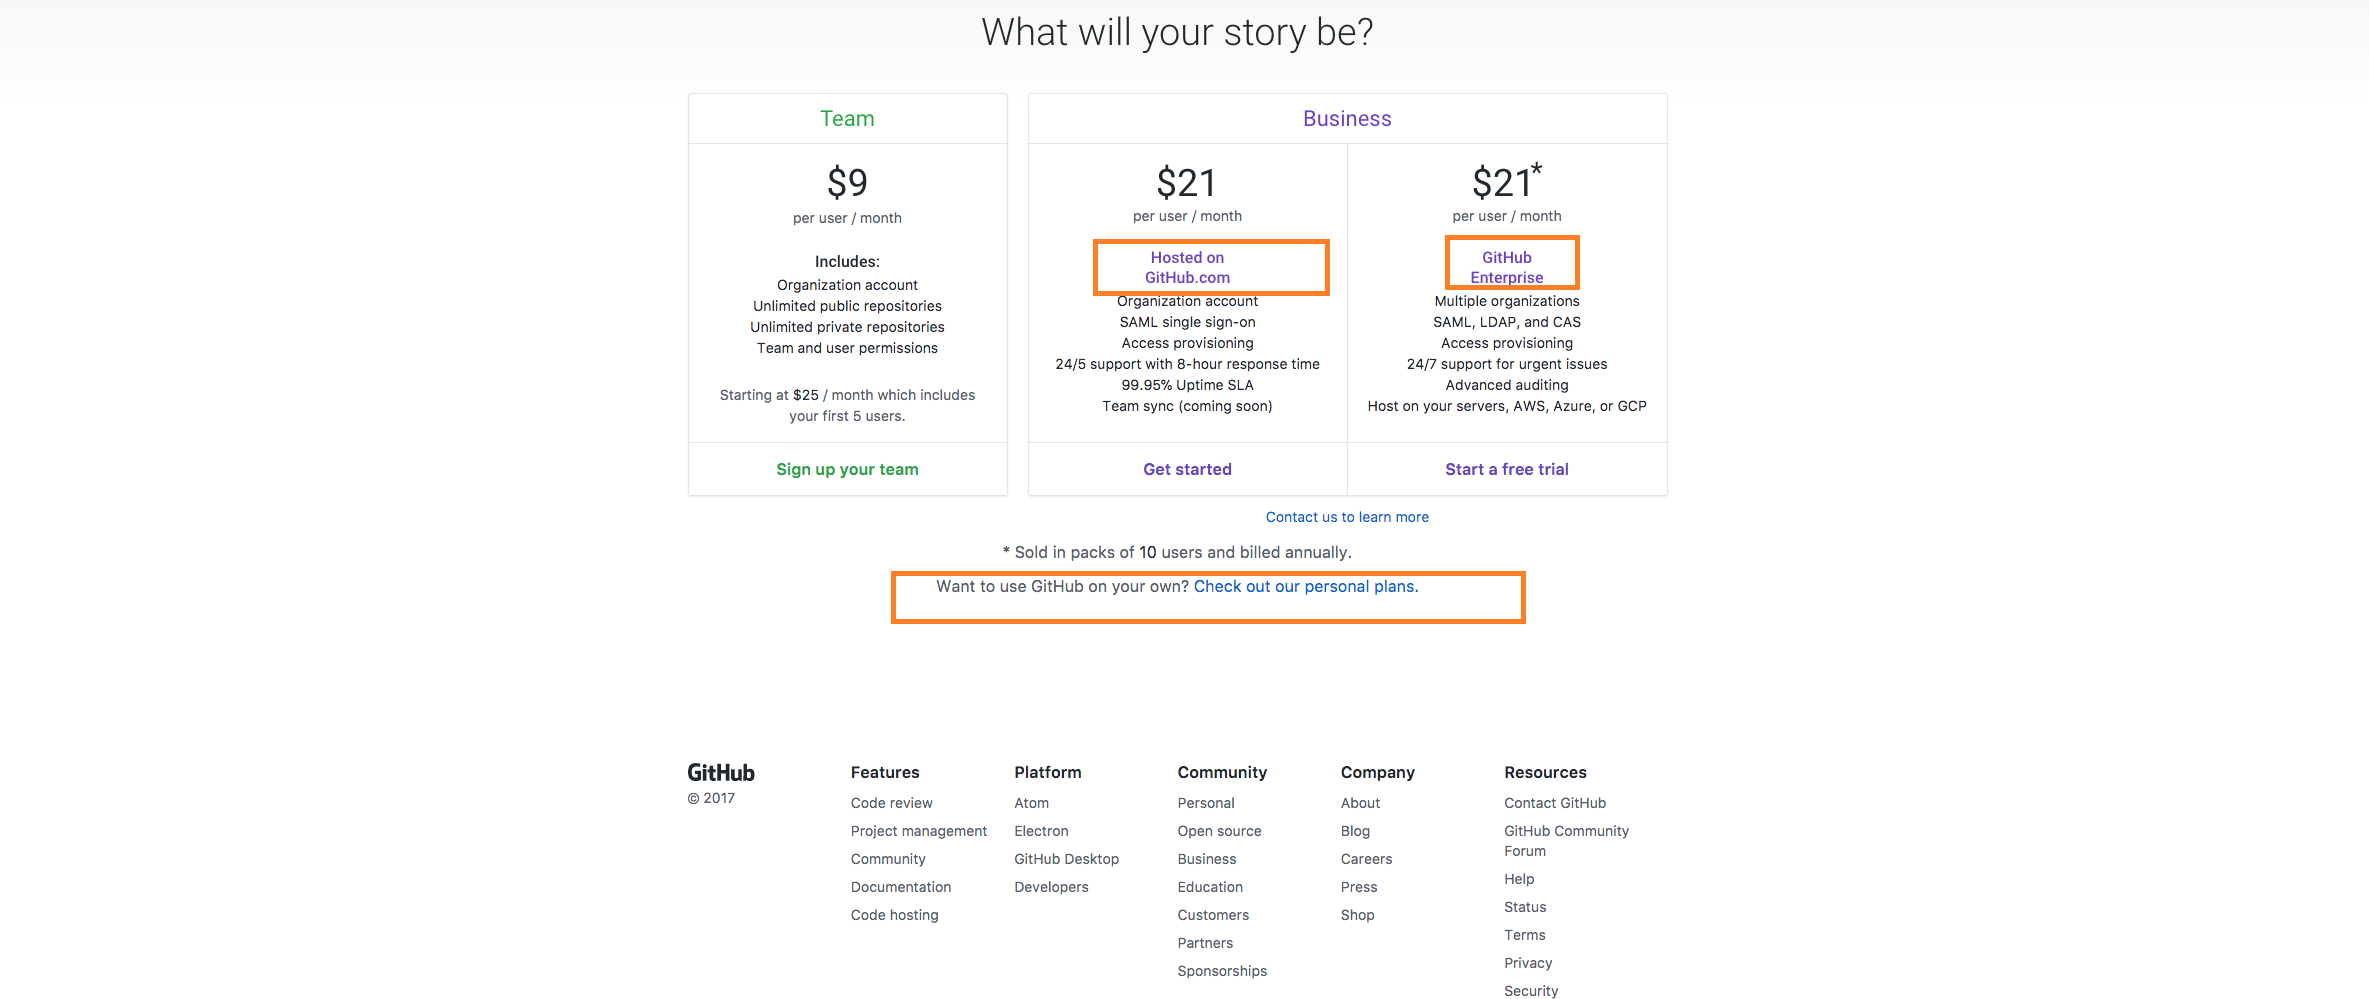 What will your story be?
Team
$9
per user / month
Includes:
Organization account
Unlimited public repositories
Unlimited private repositories
Team and user permissions
Starting at $25 / month which includes
your first 5 users.
Sign up your team
Business
$21
per user / month
Hosted on
GitHub.com
Organization account
SAML single sign-on
Access provisioning
24/5 support with 8-hour response time
99.95% Uptime SLA
Team sync (coming soon)
Get started
$21*
per user / month
GitHub
Enterprise
Multiple organizations
SAML, LDAP, and CAS
Access provisioning
24/7 support for urgent issues
Advanced auditing
Host on your servers, AWS, Azure, or GCP
Start a free trial
Contact us to learn more
* Sold in packs of 10 users and billed annually.
Want to use GitHub on your own? Check out our personal plans.
GitHub
© 2017
Features
Code review
Project management
Community
Documentation
Code hosting
Platform
Atom
Electron
GitHub Desktop
Developers
Community
Personal
Open source
Business
Education
Customers
Partners
Sponsorships
Company
About
Blog
Careers
Press
Shop
Resources
Contact GitHub
GitHub Community
Forum
Help
Status
Terms
Privacy
Security